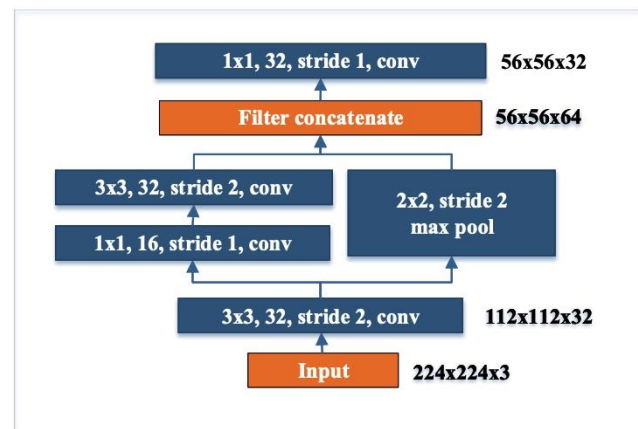 1x1, 32, stride 1, conv
56x56x32
Filter concatenate
56x56x64
3x3, 32, stride 2, conv
2x2, stride 2
max pool
1x1, 16, stride 1, conv
3x3, 32, stride 2, conv
112x112x32
Input
224x224x3